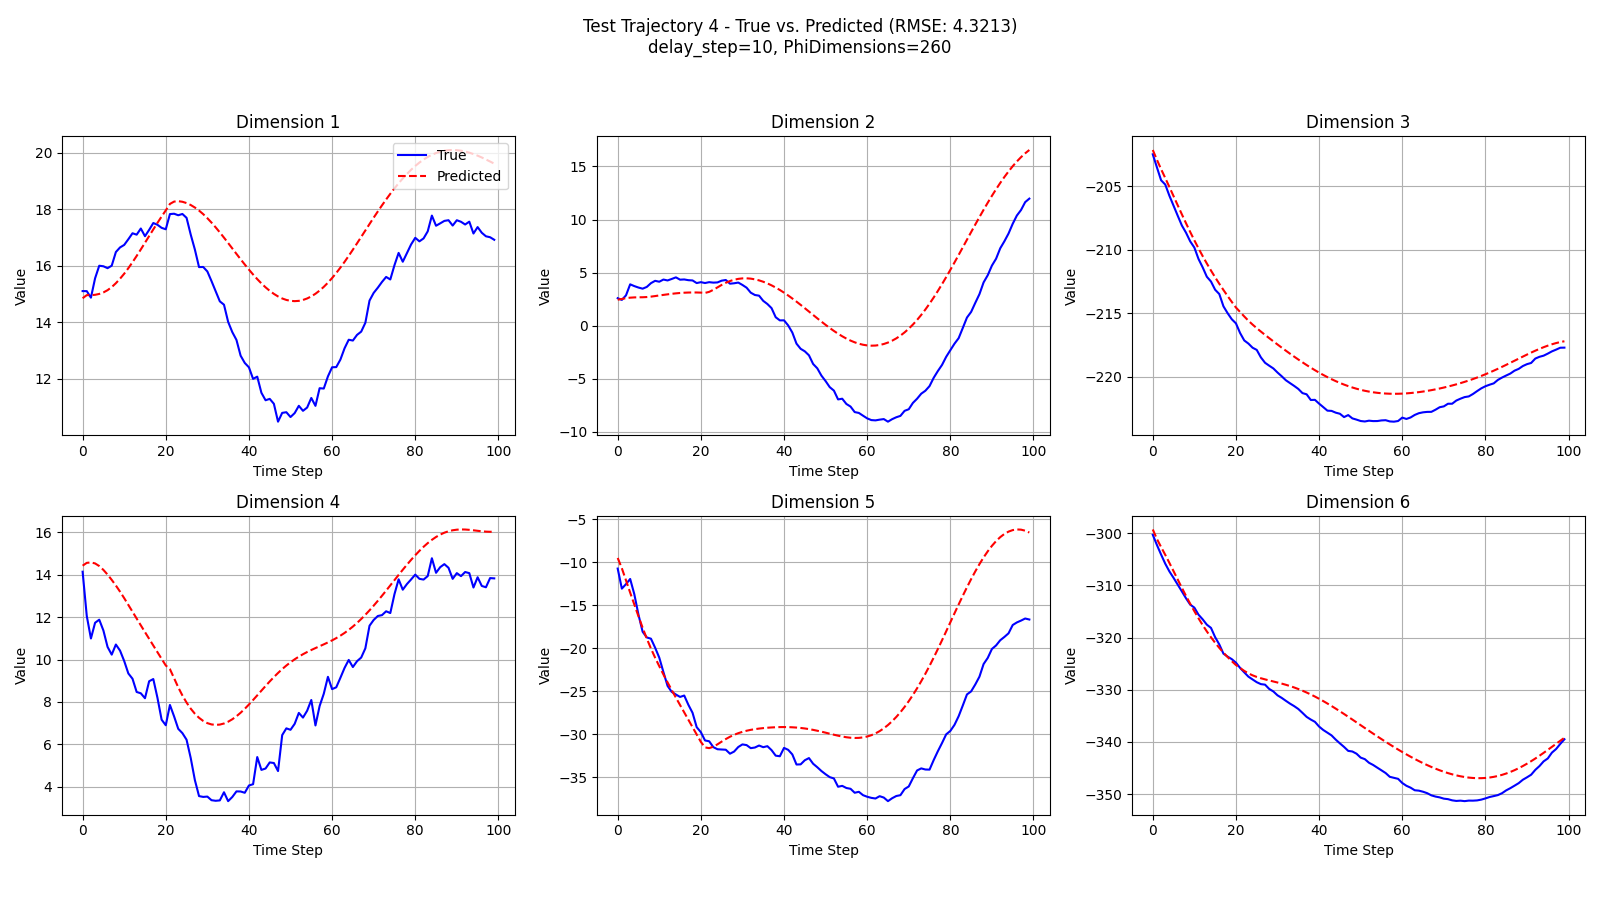 Test Trajectory 4 - True vs. Predicted (RMSE: 4.3213)
delay_step=10, PhiDimensions=260
Dimension 1
20
18
16
14
12
Value
0 20 40 60 80 100
Time Step
True
Predicted
Dimension 2
15
10
5
0
−5
−10
Value
0 20 40 60 80 100
Time Step
Dimension 3
−205
−210
−215
−220
Value
0 20 40 60 80 100
Time Step
Dimension 4
16
14
12
10
8
6
4
Value
0 20 40 60 80 100
Time Step
Dimension 5
−5
−10
−15
−20
−25
−30
−35
Value
0 20 40 60 80 100
Time Step
Dimension 6
−300
−310
−320
−330
−340
−350
Value
0 20 40 60 80 100
Time Step